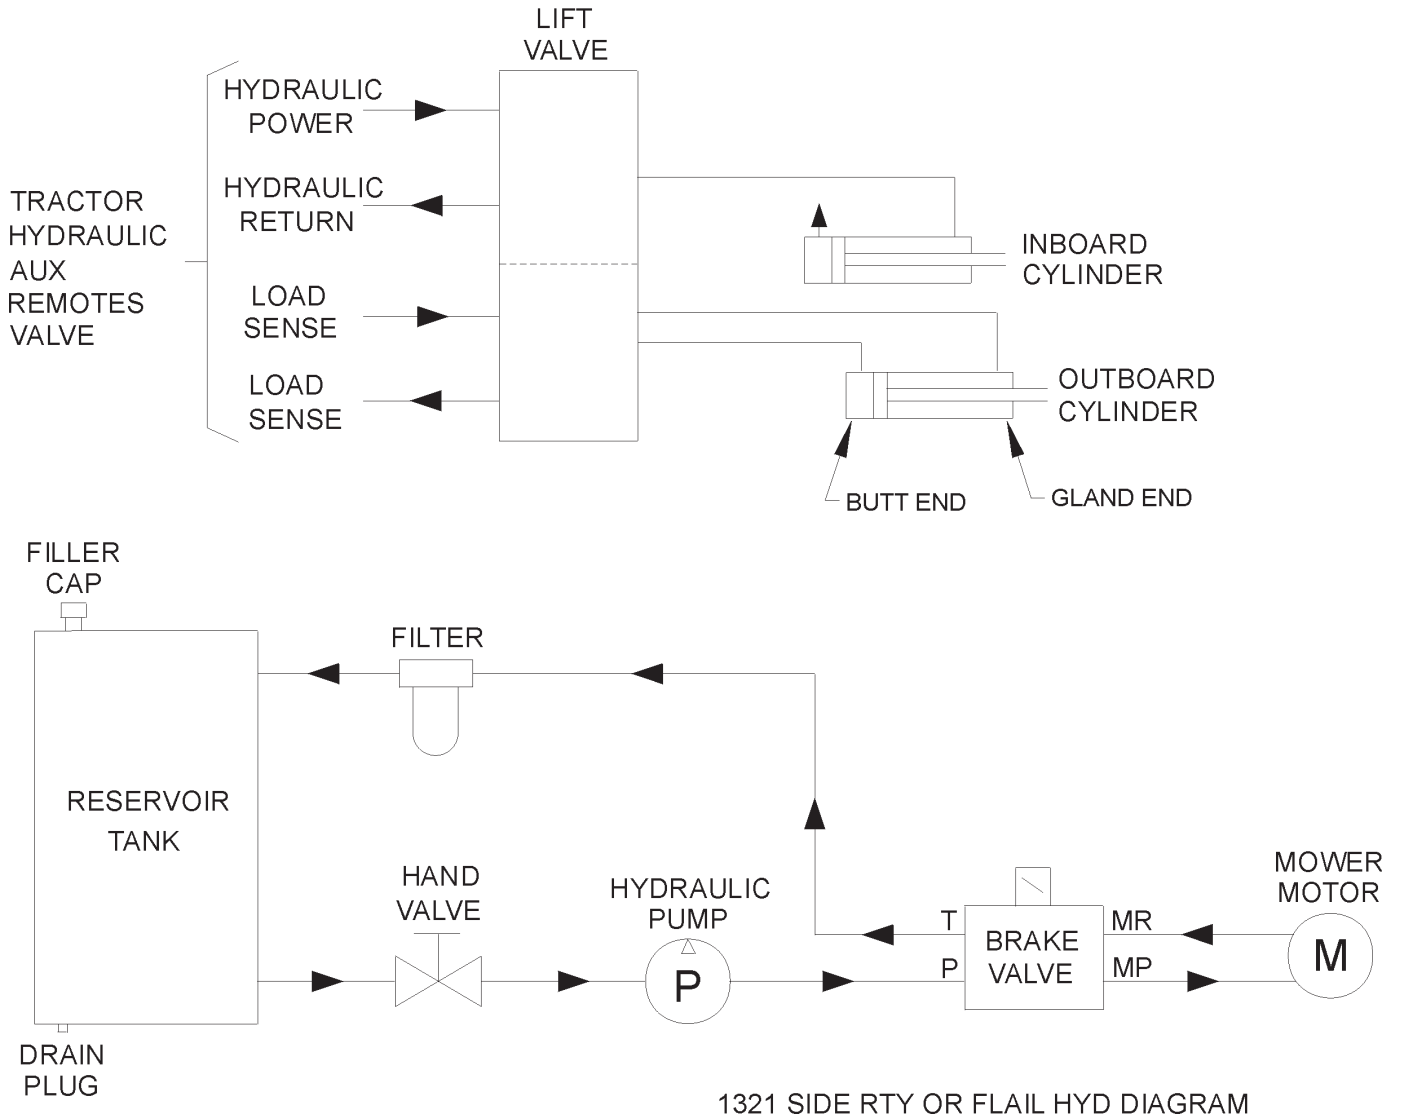 LIFT
VALVE
HYDRAULIC
POWER
HYDRAULIC
RETURN
TRACTOR
HYDRAULIC
AUX
REMOTES
VALVE
LOAD
SENSE
LOAD
SENSE
INBOARD
CYLINDER
OUTBOARD
CYLINDER
BUTT END
GLAND END
FILLER
CAP
FILTER
RESERVOIR
TANK
HAND
VALVE
HYDRAULIC
PUMP
P
T
P
BRAKE
VALVE
MR
MP
MOWER
MOTOR
M
DRAIN
PLUG
1321 SIDE RTY OR FLAIL HYD DIAGRAM